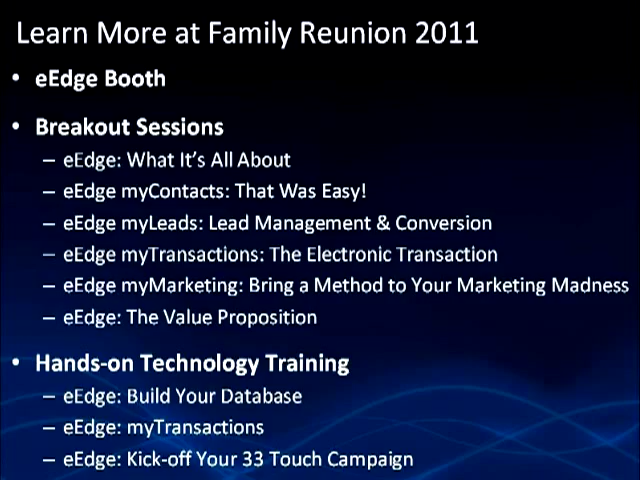 Learn More at Family Reunion 2011
• eEdge Booth
• Breakout Sessions
– eEdge: What It's All About
– eEdge myContacts: That Was Easy!
– eEdge myLeads: Lead Management & Conversion
– eEdge myTransactions: The Electronic Transaction
– eEdge myMarketing: Bring a Method to Your Marketing Madness
– eEdge: The Value Proposition
• Hands-on Technology Training
– eEdge: Build Your Database
– eEdge: myTransactions
– eEdge: Kick-off Your 33 Touch Campaign